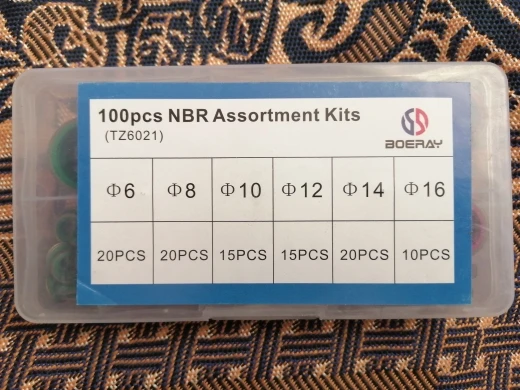 100pcs NBR Assortment Kits
(TZ6021)
BOERAY
Φ6 Φ8 Φ10 Φ12 Φ14 Φ16
20PCS 20PCS 15PCS 15PCS 20PCS 10PCS